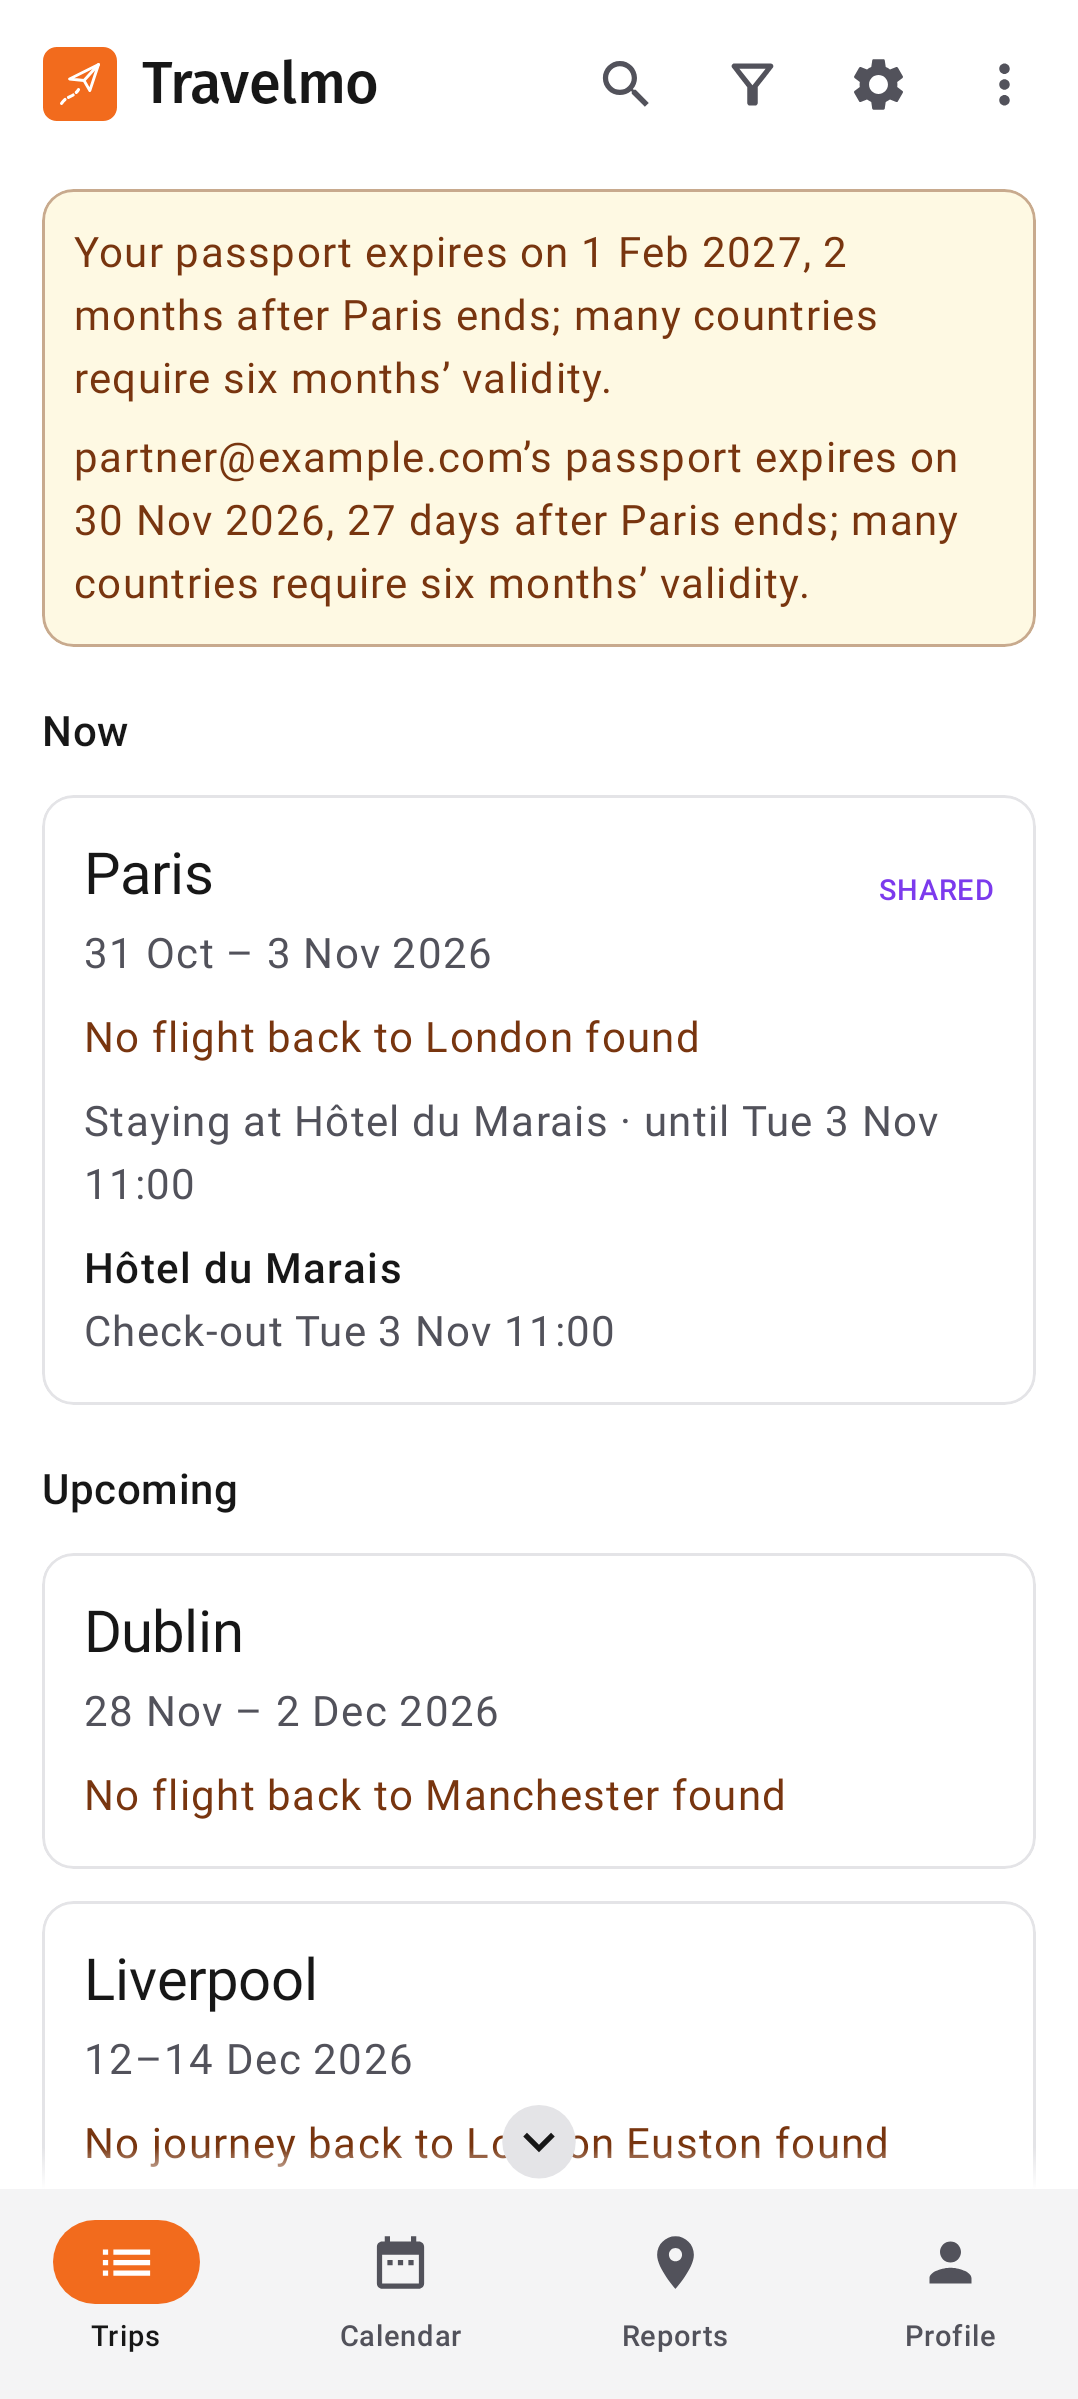 Travelmo
Your passport expires on 1 Feb 2027, 2
months after Paris ends; many countries
require six months’ validity.
partner@example.com’s passport expires on
30 Nov 2026, 27 days after Paris ends; many
countries require six months’ validity.
Now
Paris
SHARED
31 Oct – 3 Nov 2026
No flight back to London found
Staying at Hôtel du Marais · until Tue 3 Nov
11:00
Hôtel du Marais
Check-out Tue 3 Nov 11:00
Upcoming
Dublin
28 Nov – 2 Dec 2026
No flight back to Manchester found
Liverpool
12–14 Dec 2026
No journey back to London Euston found
Trips
Calendar
Reports
Profile